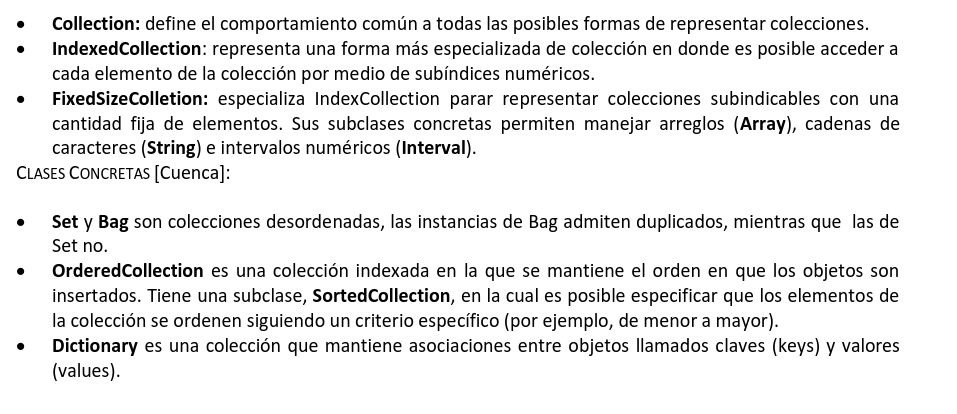 • Collection: define el comportamiento común a todas las posibles formas de representar colecciones.
• IndexedCollection: representa una forma más especializada de colección en donde es posible acceder a
cada elemento de la colección por medio de subíndices numéricos.
• FixedSizeColletion: especializa IndexCollection parar representar colecciones subindicables con una
cantidad fija de elementos. Sus subclases concretas permiten manejar arreglos (Array), cadenas de
caracteres (String) e intervalos numéricos (Interval).
CLASES CONCRETAS [Cuenca]:
• Set y Bag son colecciones desordenadas, las instancias de Bag admiten duplicados, mientras que  las de
Set no.
• OrderedCollection es una colección indexada en la que se mantiene el orden en que los objetos son
insertados. Tiene una subclase, SortedCollection, en la cual es posible especificar que los elementos de
la colección se ordenen siguiendo un criterio específico (por ejemplo, de menor a mayor).
• Dictionary es una colección que mantiene asociaciones entre objetos llamados claves (keys) y valores
(values).